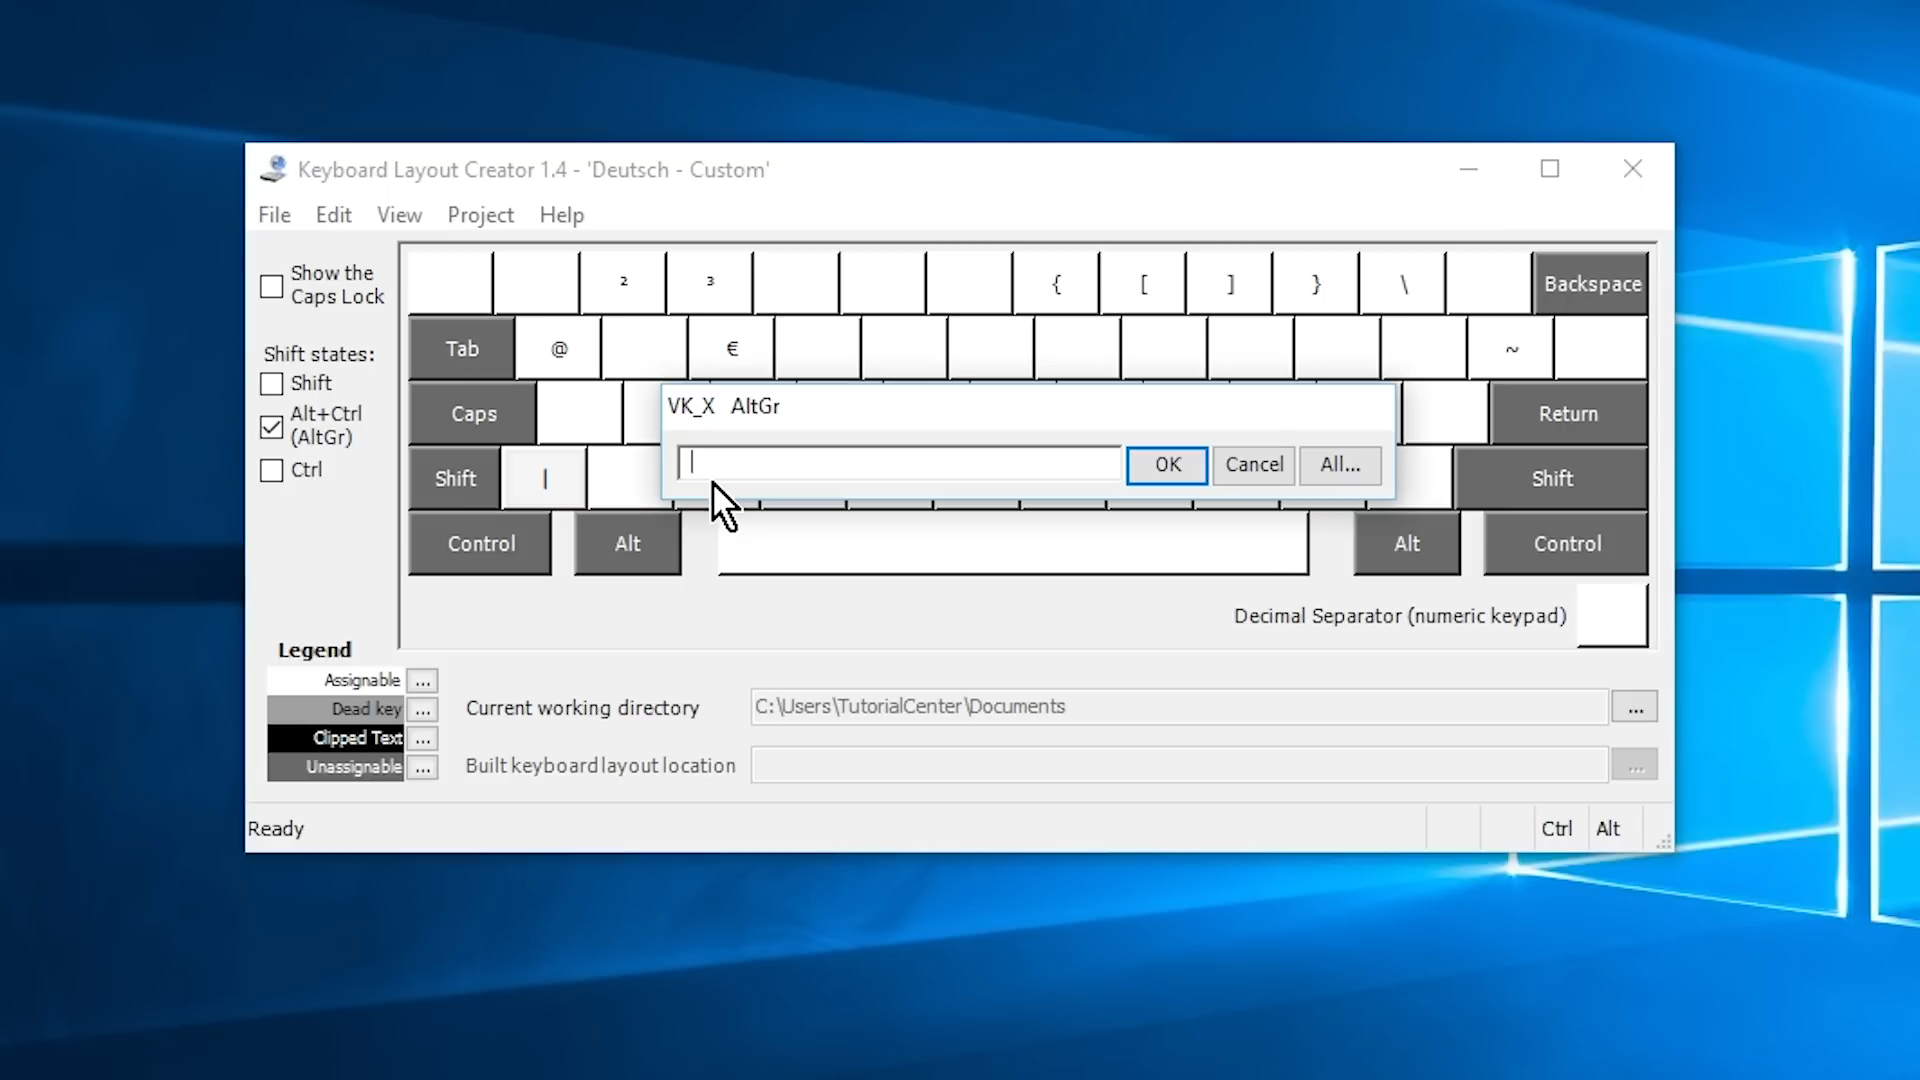 Keyboard Layout Creator 1.4 - 'Deutsch - Custom'
File Edit View Project Help
Show the
Caps Lock
Shift states:
Shift
Alt+Ctrl
(AltGr)
Ctrl
² ³ { [ ] } \ Backspace
Tab @ € ~
Caps Return
Shift | Shift
Control Alt Alt Control
VK_X AltGr
OK Cancel All...
Decimal Separator (numeric keypad)
Legend
Assignable ...
Dead key ...
Clipped Text ...
Unassignable ...
Current working directory C:\Users\TutorialCenter\Documents ...
Built keyboard layout location ...
Ready Ctrl Alt